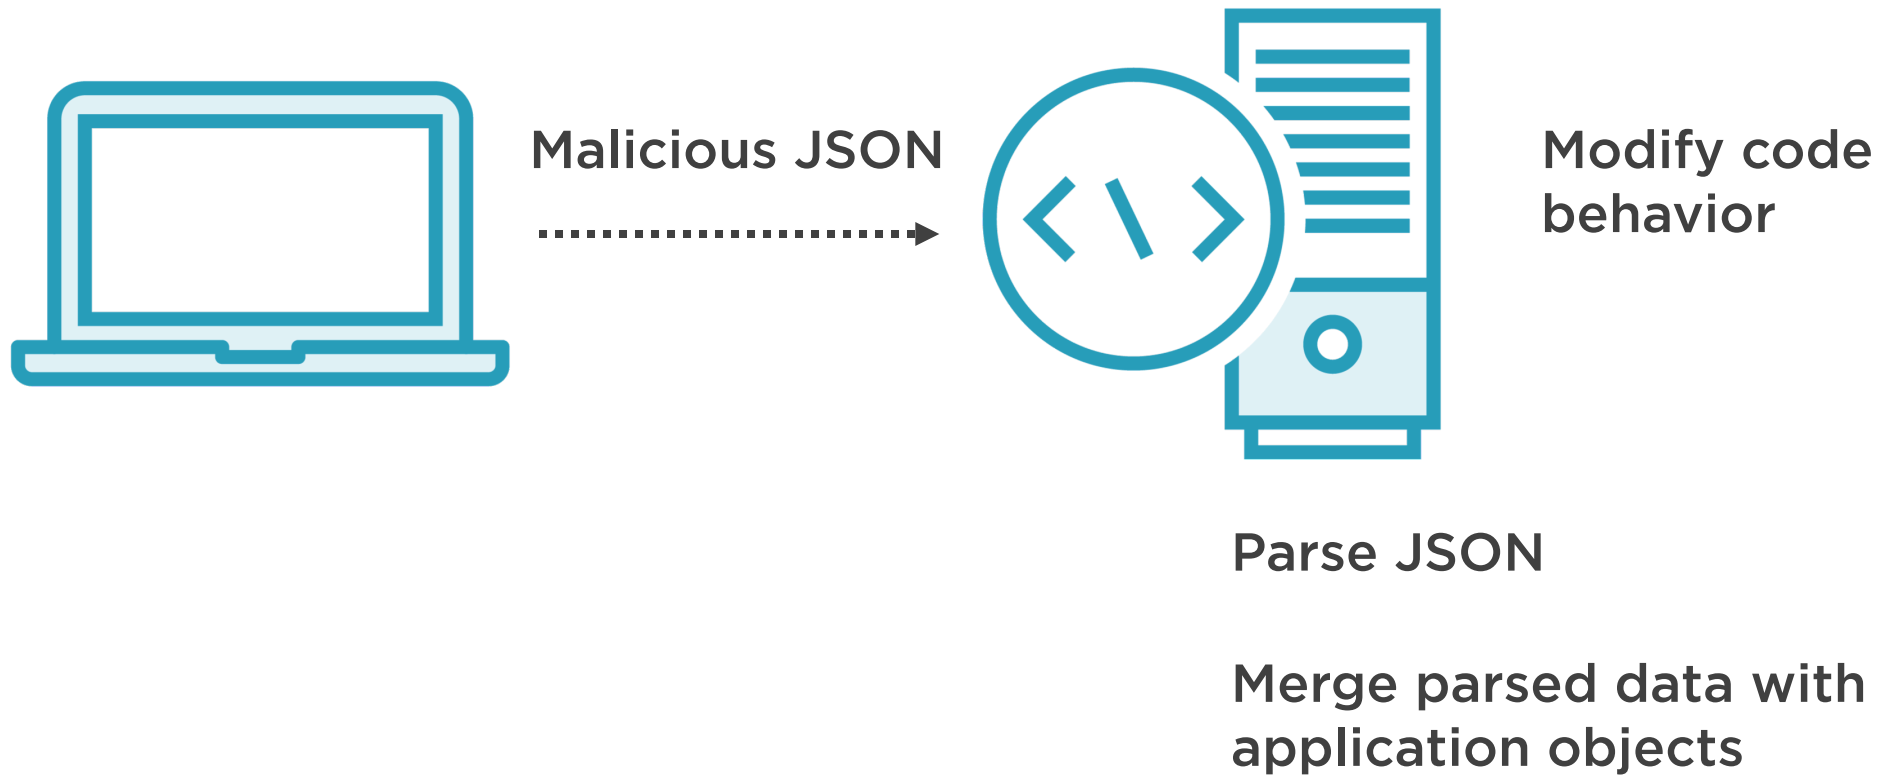 Malicious JSON
Modify code
behavior
Parse JSON
Merge parsed data with
application objects